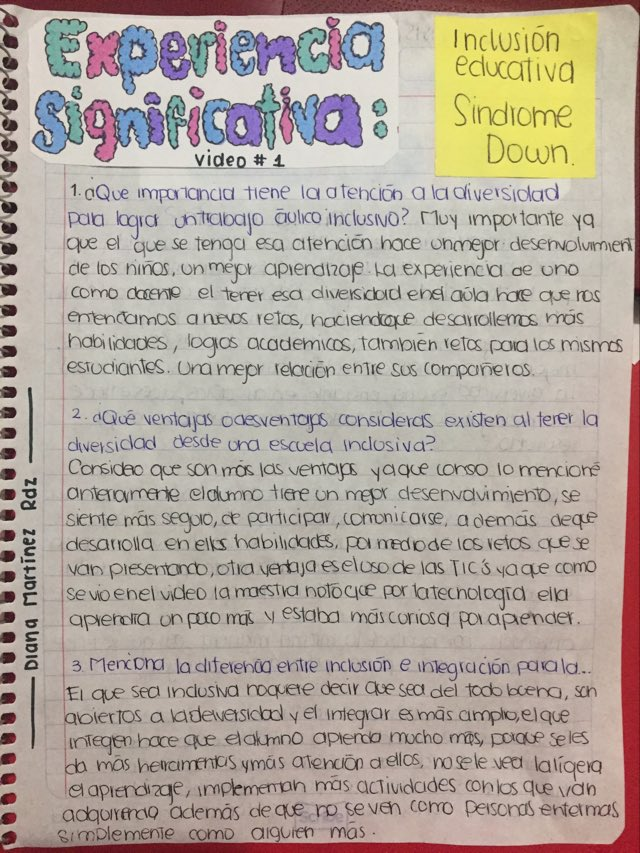 Experiencia
Significativa:
Video #1
Inclusión
educativa
Sindrome
Down.
1. ¿Que importancia tiene la atención a la diversidad
para lograr un trabajo áulico inclusivo? Muy importante ya
que el que se tenga esa atención hace un mejor desenvolvimient
de los niños, un mejor aprendizaje. La experiencia de uno
como docente el tener esa diversidad en el aúla hace que nos
entendamos a nuevos retos, haciendo que desarrollemos más
habilidades, logros academicos, también retos para los mismos
estudiantes. Una mejor relación entre sus compañeros.
2. ¿Qué ventajas o desventajas consideras existen al tener la
diversidad desde una escuela inclusiva?
Consideo que son más las ventajas ya que como lo mencioné
anteriormente el alumno tiene un mejor desenvolvimiento, se
siente más seguro, de participar, comunicarse, además de que
desarrolla en ellos habilidades, por medio de los retos que se
van presentando, otra ventaja es el uso de las TIC's ya que como
se vio en el video la maestra notó que por la tecnología ella
aprendia un poco más y estaba más curiosa por aprender.
3. Menciona la diferencia entre inclusión e integración para la...
El que sea inclusiva no quere decir que sea del todo buena, son
abiertos a la deversidad y el integrar es más amplio, el que
integren hace que el alumno aprenda mucho más, porque se les
da más herramientas y más atención a ellos, no se le ve a la ligera
el aprendizaje, implementan más actividades con los que van
adquiriendo además de que no se ven como personas enfermas
simplemente como alguien más.
Diana Martínez Rdz